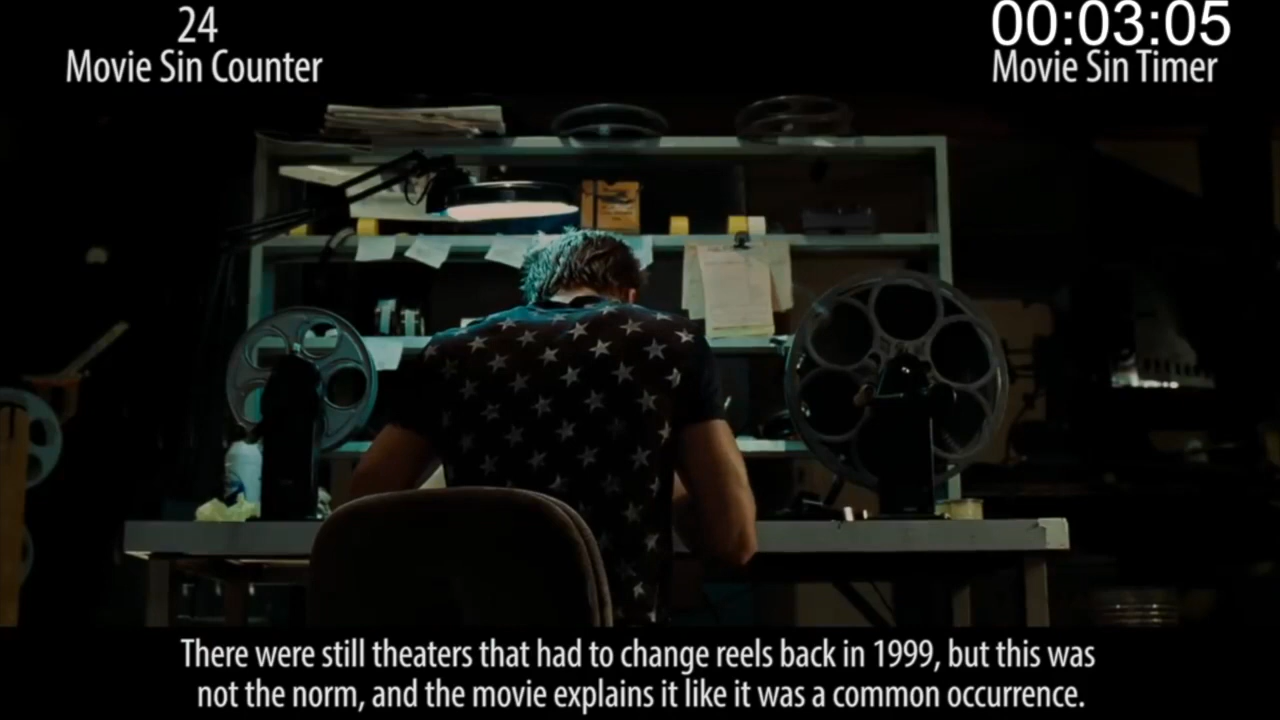 24
Movie Sin Counter
00:03:05
Movie Sin Timer
There were still theaters that had to change reels back in 1999, but this was
not the norm, and the movie explains it like it was a common occurrence.